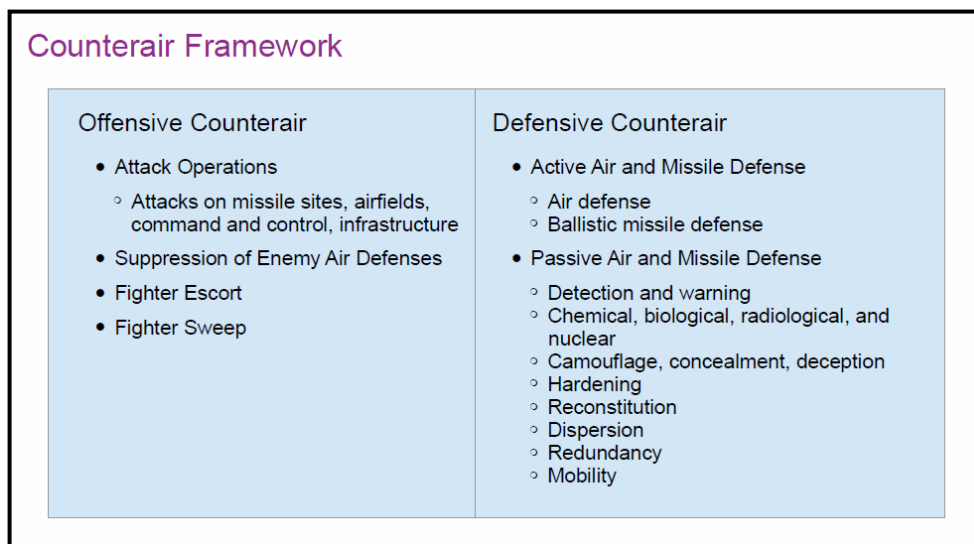 Counterair Framework
Offensive Counterair
• Attack Operations
○ Attacks on missile sites, airfields,
command and control, infrastructure
• Suppression of Enemy Air Defenses
• Fighter Escort
• Fighter Sweep
Defensive Counterair
• Active Air and Missile Defense
○ Air defense
○ Ballistic missile defense
• Passive Air and Missile Defense
○ Detection and warning
○ Chemical, biological, radiological, and
nuclear
○ Camouflage, concealment, deception
○ Hardening
○ Reconstitution
○ Dispersion
○ Redundancy
○ Mobility